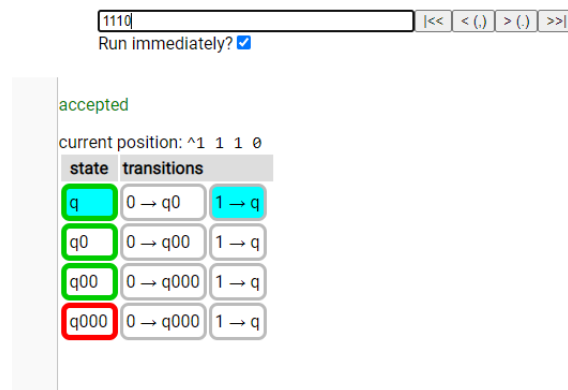 1110 |<< < (,) > (.) >>|
Run immediately?
accepted
current position: ^1 1 1 0
state transitions
q 0 → q0 1 → q
q0 0 → q00 1 → q
q00 0 → q000 1 → q
q000 0 → q000 1 → q